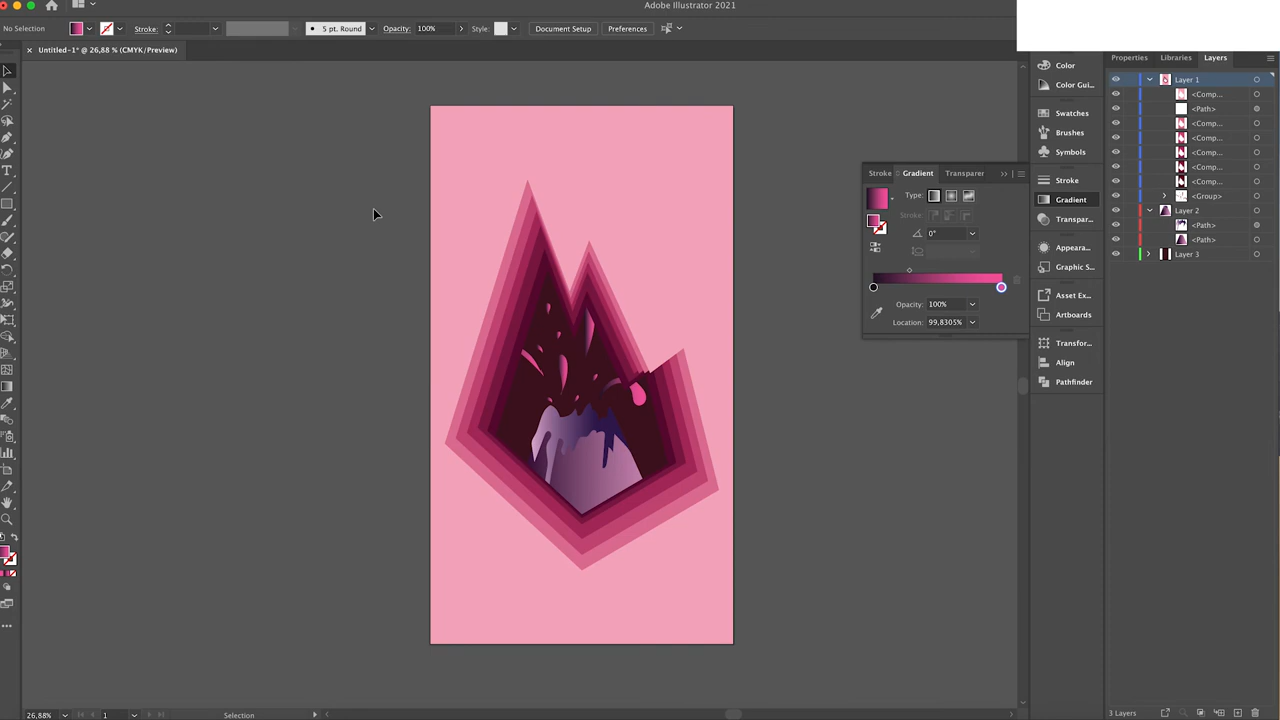 Adobe Illustrator 2021
No Selection
Stroke:
5 pt. Round
Opacity: 100%
Style:
Document Setup
Preferences
× Untitled-1* @ 26,88 % (CMYK/Preview)
Properties
Libraries
Layers
Color
Color Gui...
Swatches
Brushes
Symbols
Stroke
Gradient
Transpar...
Appeara...
Graphic S...
Asset Ex...
Artboards
Transfor...
Align
Pathfinder
Layer 1
<Comp...
<Path>
<Comp...
<Comp...
<Comp...
<Comp...
<Comp...
<Group>
Layer 2
<Path>
<Path>
Layer 3
Stroke
Gradient
Transparer
Type:
Stroke:
0°
Opacity: 100%
Location: 99,8305%
26,88%
1
Selection
3 Layers